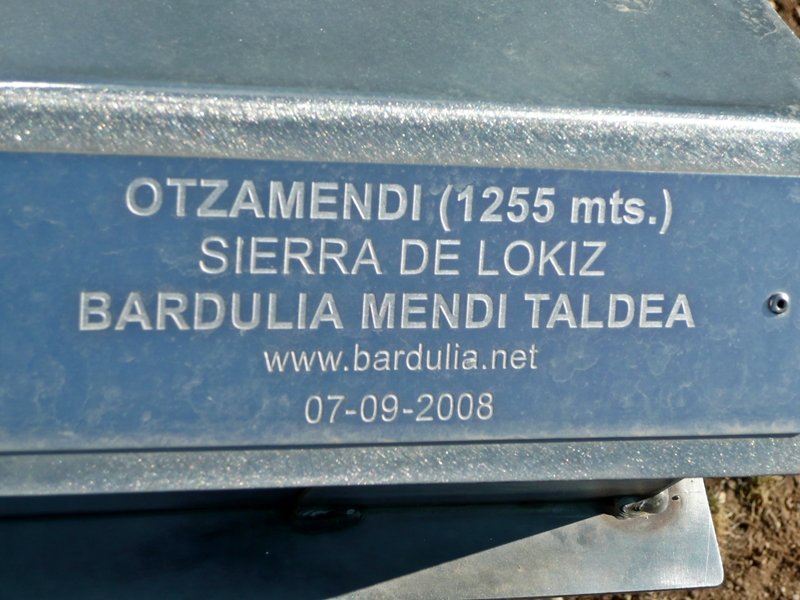 OTZAMENDI (1255 mts.)
SIERRA DE LOKIZ
BARDULIA MENDI TALDEA
www.bardulia.net
07-09-2008